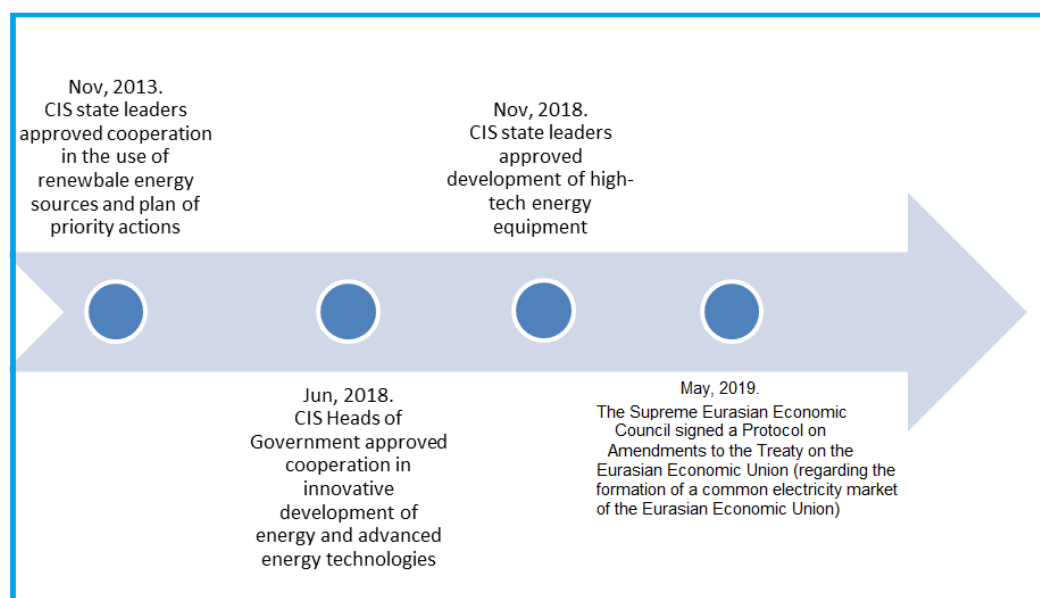 Nov, 2013.
CIS state leaders
approved cooperation
in the use of
renewbale energy
sources and plan of
priority actions
Jun, 2018.
CIS Heads of
Government approved
cooperation in
innovative
development of
energy and advanced
energy technologies
Nov, 2018.
CIS state leaders
approved
development of high-
tech energy
equipment
May, 2019.
The Supreme Eurasian Economic
Council signed a Protocol on
Amendments to the Treaty on the
Eurasian Economic Union (regarding the
formation of a common electricity market
of the Eurasian Economic Union)